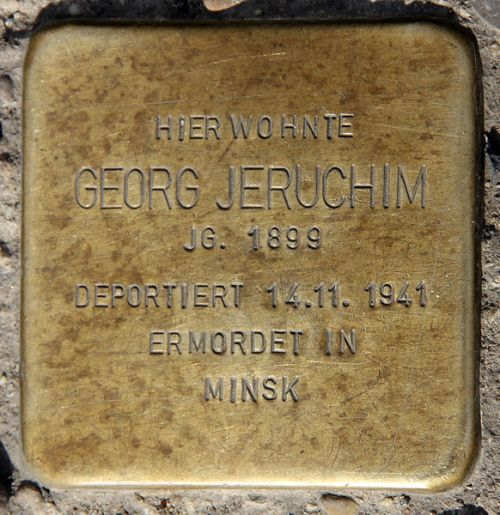 HIER WOHNTE
GEORG JERUCHIM
JG. 1899
DEPORTIERT 14.11. 1941
ERMORDET IN
MINSK